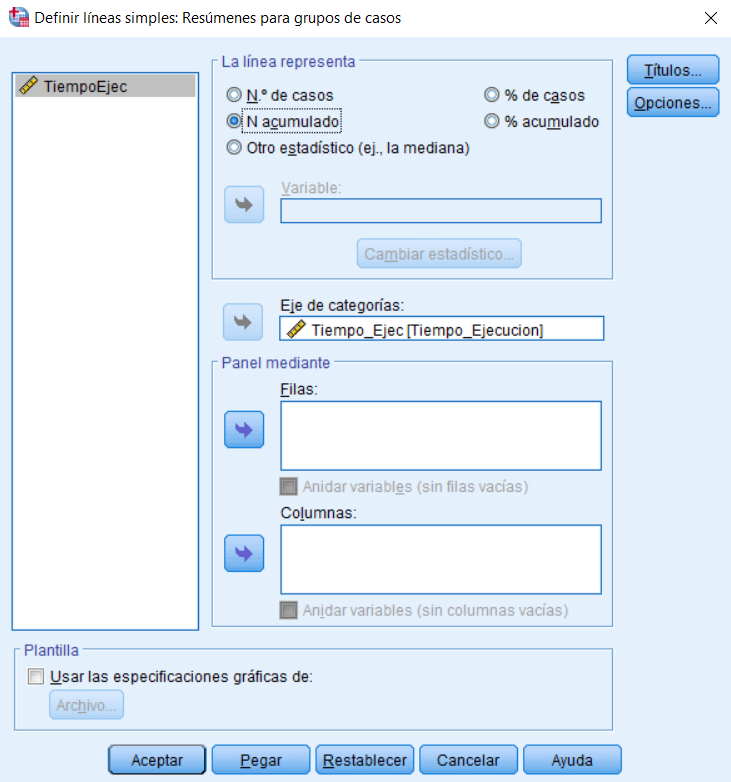 Definir líneas simples: Resúmenes para grupos de casos
TiempoEjec
La línea representa
N.º de casos
% de casos
N acumulado
% acumulado
Otro estadístico (ej., la mediana)
Variable:
Cambiar estadístico...
Títulos...
Opciones...
Eje de categorías:
Tiempo_Ejec [Tiempo_Ejecucion]
Panel mediante
Filas:
Anidar variables (sin filas vacías)
Columnas:
Anidar variables (sin columnas vacías)
Plantilla
Usar las especificaciones gráficas de:
Archivo...
Aceptar
Pegar
Restablecer
Cancelar
Ayuda